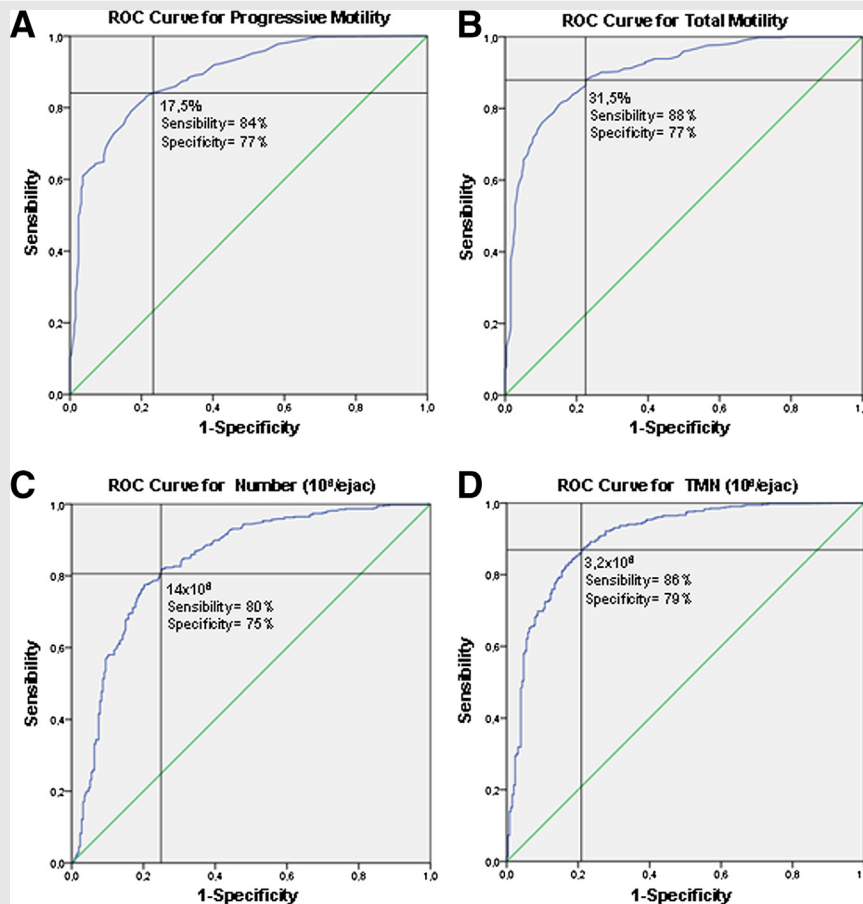 A
ROC Curve for Progressive Motility
1,0
0,8
0,6
0,4
0,2
0,0
Sensibility
17,5%
Sensibility= 84%
Specificity= 77%
0,0 0,2 0,4 0,6 0,8 1,0
1-Specificity
B
ROC Curve for Total Motility
1,0
0,8
0,6
0,4
0,2
0,0
Sensibility
31,5%
Sensibility= 88%
Specificity= 77%
0,0 0,2 0,4 0,6 0,8 1,
1-Specificity
C
ROC Curve for Number (10⁶/ejac)
1,0
0,8
0,6
0,4
0,2
0,0
Sensibility
14x10⁶
Sensibility= 80%
Specificity= 75%
0,0 0,2 0,4 0,6 0,8 1,0
1-Specificity
D
ROC Curve for TMN (10⁶/ejac)
1,0
0,8
0,6
0,4
0,2
0,0
Sensibility
3,2x10⁶
Sensibility= 86%
Specificity= 79%
0,0 0,2 0,4 0,6 0,8 1,
1-Specificity